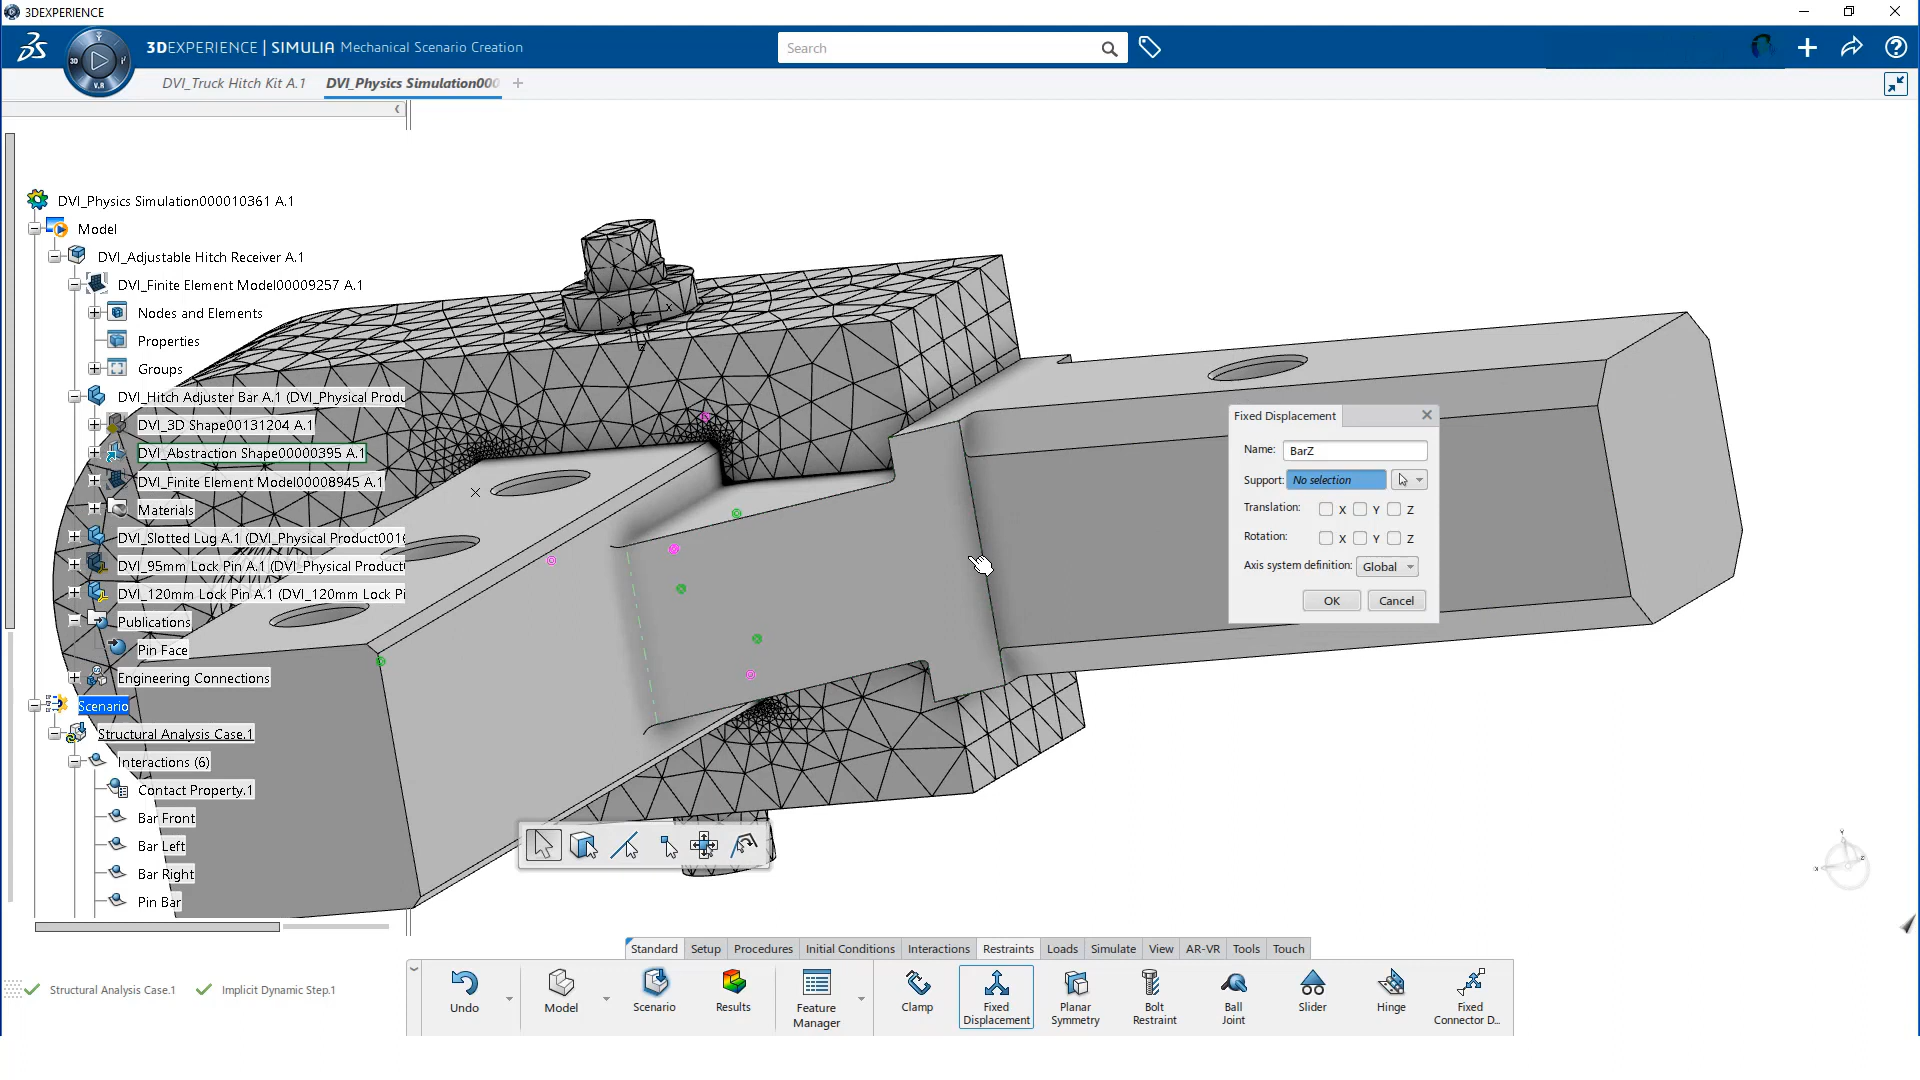 3DEXPERIENCE
3DEXPERIENCE | SIMULIA Mechanical Scenario Creation
Search
3D
V.R
DVI_Truck Hitch Kit A.1
DVI_Physics Simulation000
DVI_Physics Simulation000010361 A.1
Model
DVI_Adjustable Hitch Receiver A.1
DVI_Finite Element Model00009257 A.1
Nodes and Elements
Properties
Groups
DVI_Hitch Adjuster Bar A.1 (DVI_Physical Produ
DVI_3D Shape00131204 A.1
DVI_Abstraction Shape00000395 A.1
DVI_Finite Element Model00008945 A.1
Materials
DVI_Slotted Lug A.1 (DVI_Physical Product001
DVI_95mm Lock Pin A.1 (DVI_Physical Product
DVI_120mm Lock Pin A.1 (DVI_120mm Lock Pi
Publications
Pin Face
Engineering Connections
Scenario
Structural Analysis Case.1
Interactions (6)
Contact Property.1
Bar Front
Bar Left
Bar Right
Pin Bar
Fixed Displacement
Name: BarZ
Support: No selection
Translation: X Y Z
Rotation: X Y Z
Axis system definition: Global
OK Cancel
Standard Setup Procedures Initial Conditions Interactions Restraints Loads Simulate View AR-VR Tools Touch
Structural Analysis Case.1
Implicit Dynamic Step.1
Undo
Model
Scenario
Results
Feature Manager
Clamp
Fixed Displacement
Planar Symmetry
Bolt Restraint
Ball Joint
Slider
Hinge
Fixed Connector D...